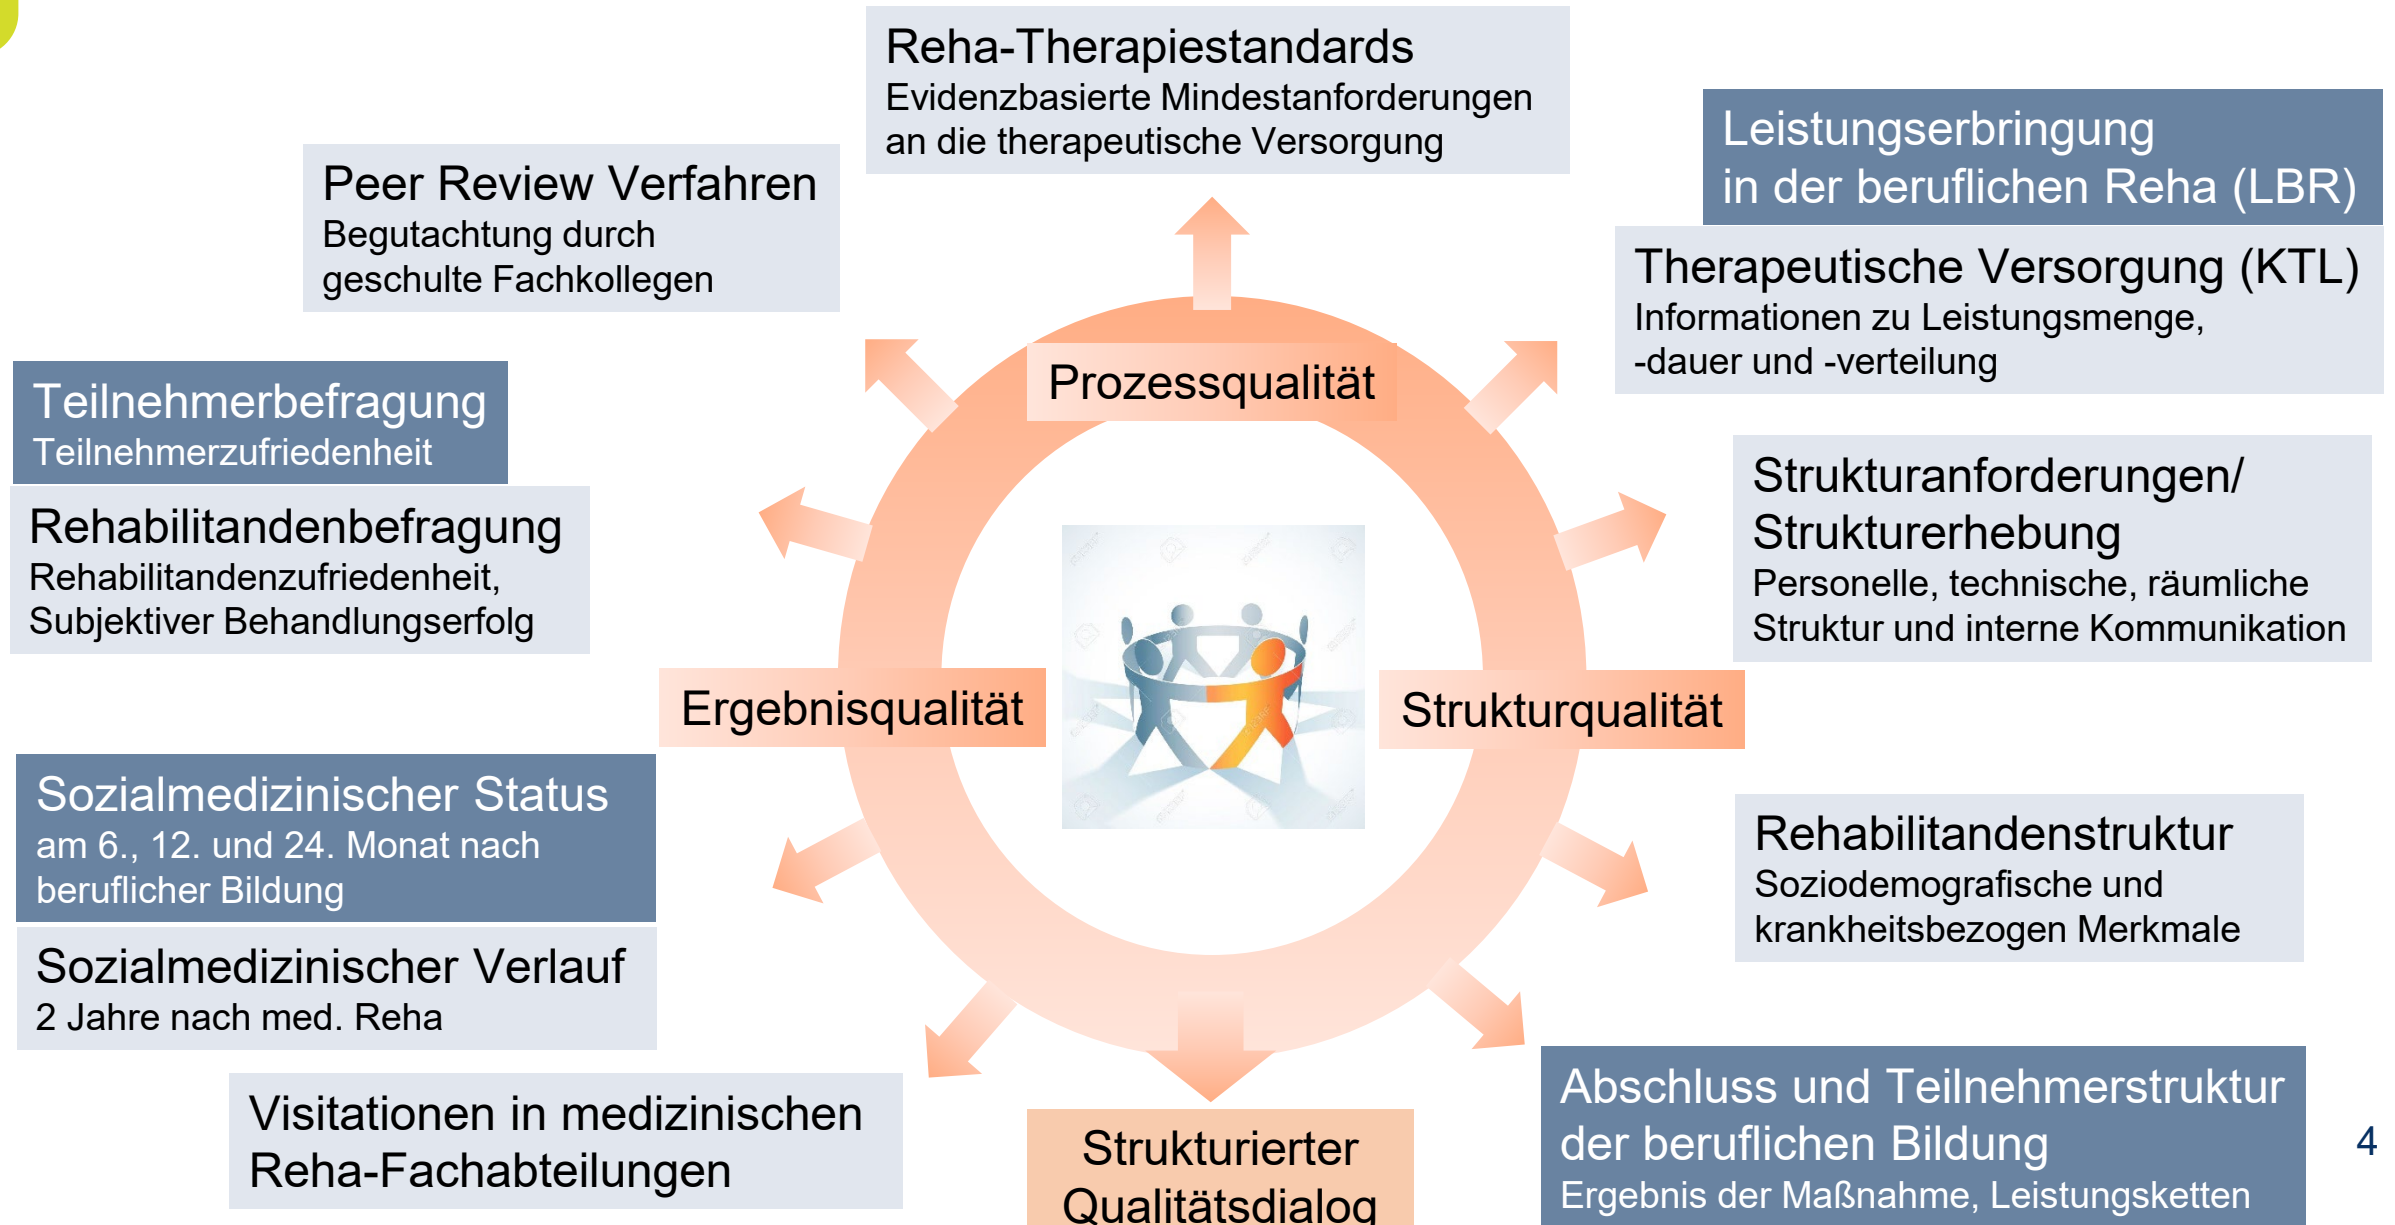 Reha-Therapiestandards
Evidenzbasierte Mindestanforderungen
an die therapeutische Versorgung
Leistungserbringung
in der beruflichen Reha (LBR)
Therapeutische Versorgung (KTL)
Informationen zu Leistungsmenge,
-dauer und -verteilung
Peer Review Verfahren
Begutachtung durch
geschulte Fachkollegen
Prozessqualität
Teilnehmerbefragung
Teilnehmerzufriedenheit
Rehabilitandenbefragung
Rehabilitandenzufriedenheit,
Subjektiver Behandlungserfolg
Strukturanforderungen/
Strukturerhebung
Personelle, technische, räumliche
Struktur und interne Kommunikation
Ergebnisqualität
Strukturqualität
Sozialmedizinischer Status
am 6., 12. und 24. Monat nach
beruflicher Bildung
Sozialmedizinischer Verlauf
2 Jahre nach med. Reha
Rehabilitandenstruktur
Soziodemografische und
krankheitsbezogen Merkmale
Visitationen in medizinischen
Reha-Fachabteilungen
Strukturierter
Qualitätsdialog
Abschluss und Teilnehmerstruktur
der beruflichen Bildung
Ergebnis der Maßnahme, Leistungsketten
4